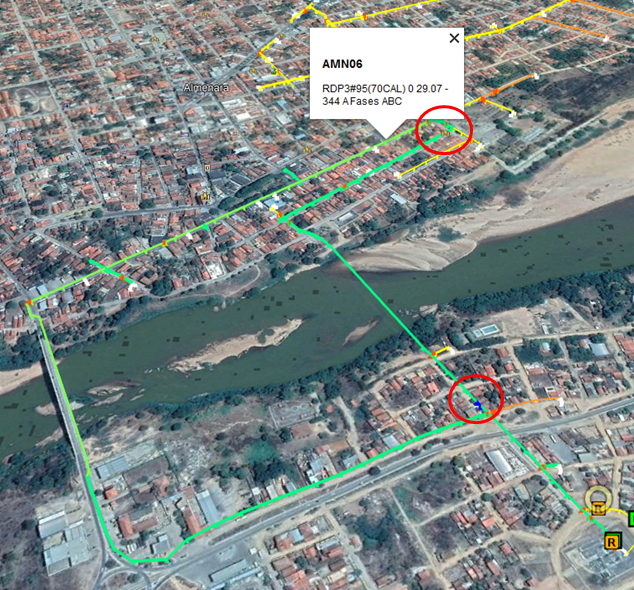 AMN06
RDP3#95(70CAL) 0 29.07 -
344 A Fases ABC
Almenara
R
R